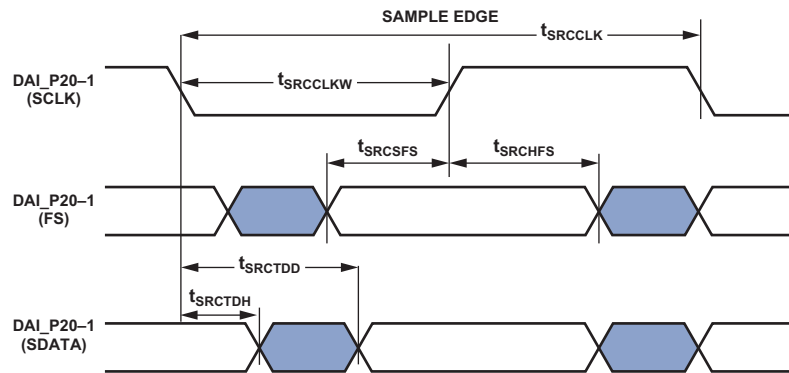 SAMPLE EDGE
tSRCCLK
DAI_P20–1
(SCLK)
tSRCCLKW
tSRCSFS
tSRCHFS
DAI_P20–1
(FS)
tSRCTDD
tSRCTDH
DAI_P20–1
(SDATA)